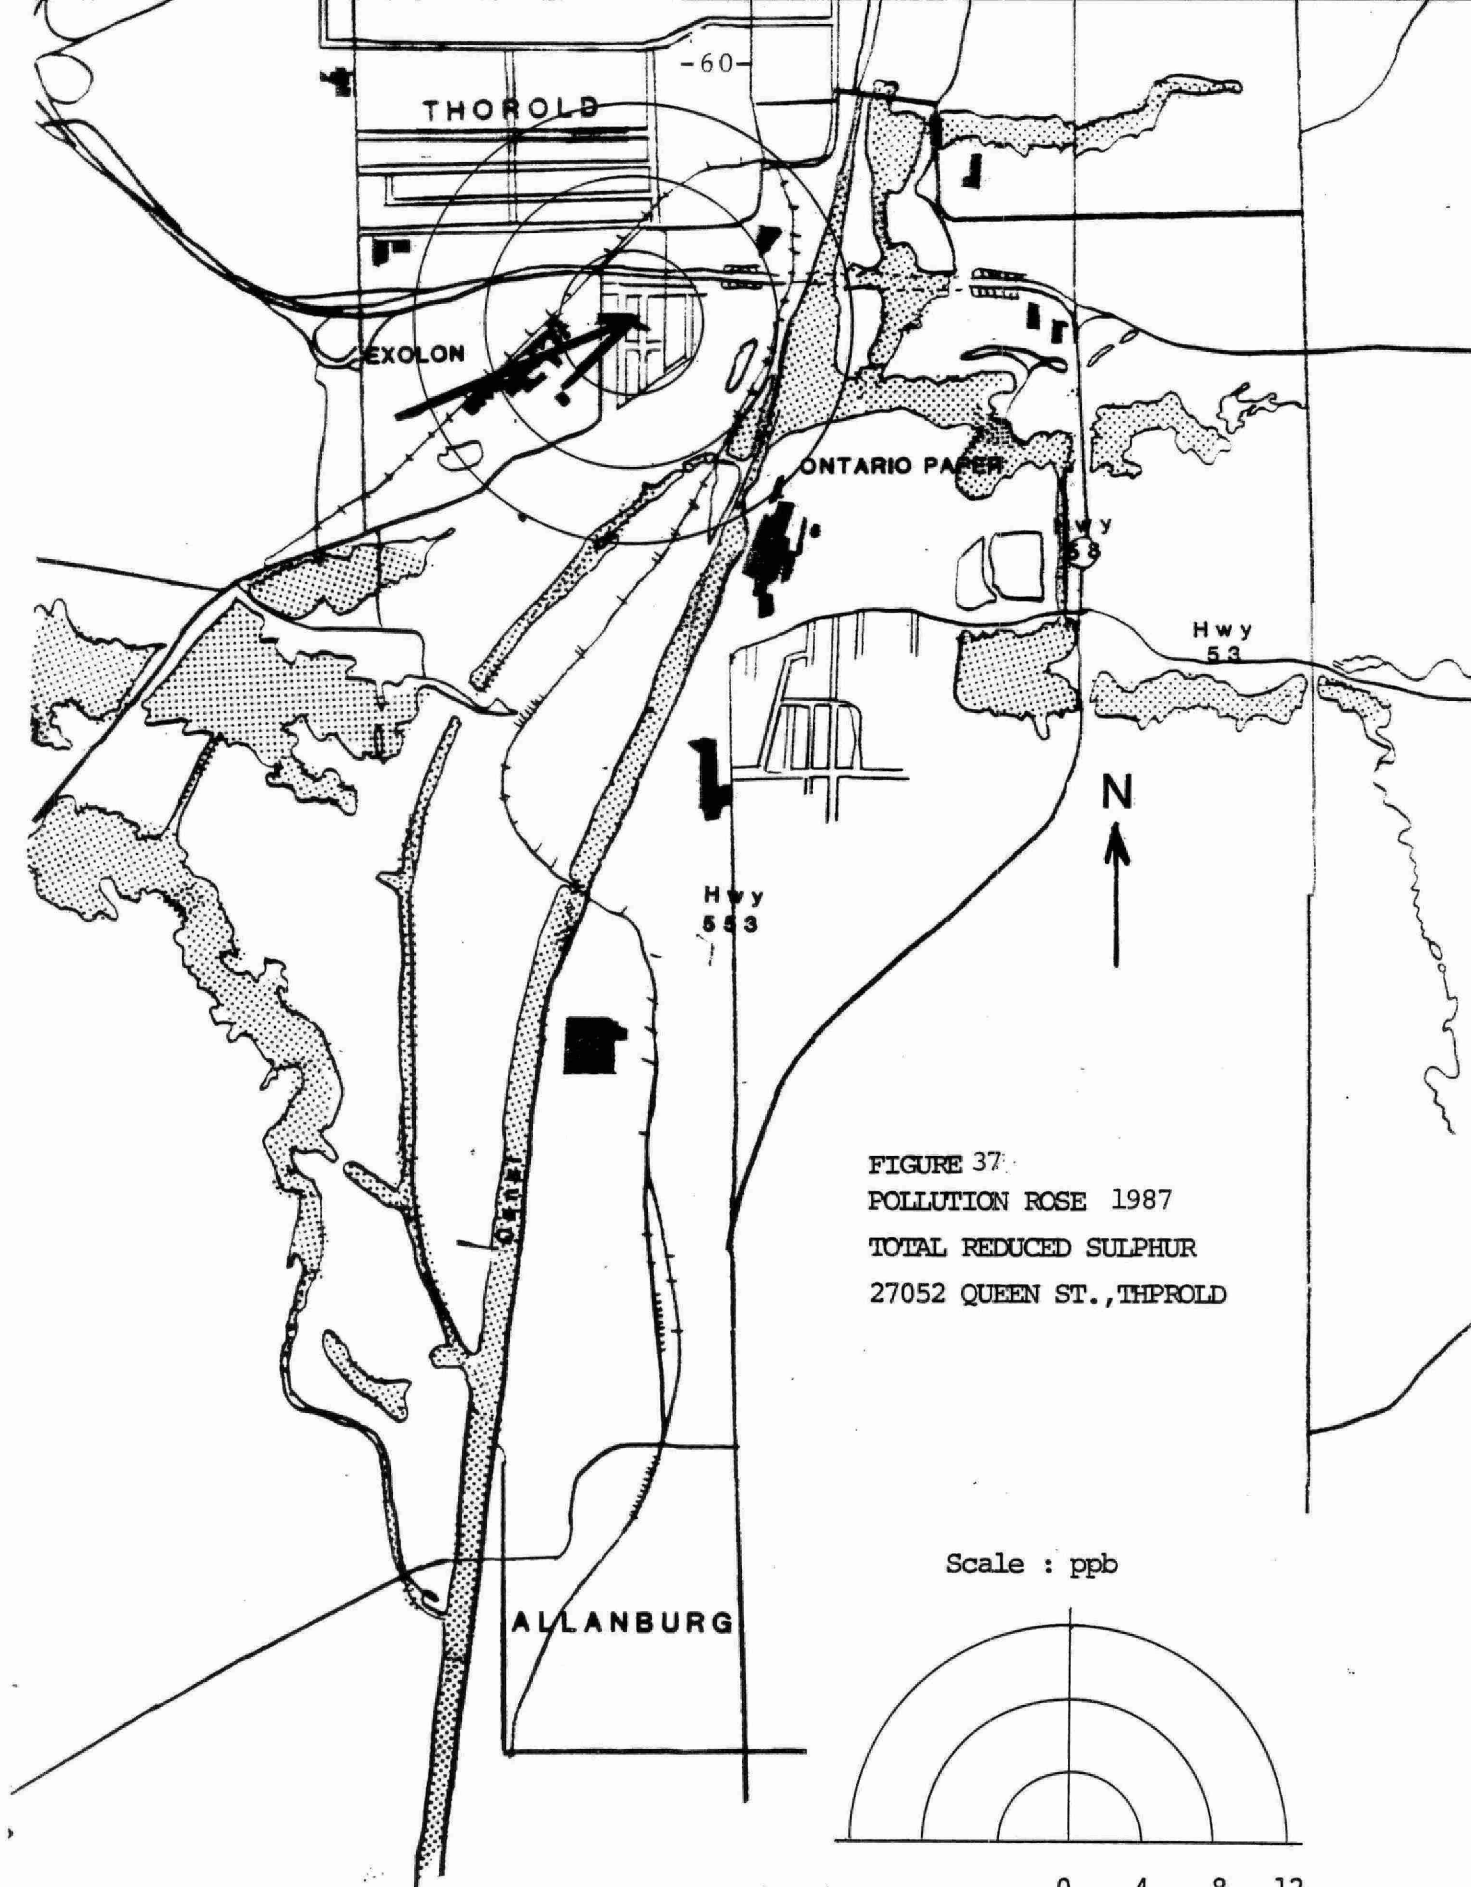 -60-
THOROLD
EXOLON
ONTARIO PAPER
Hwy
58
Hwy
53
N
Hwy
553
Canal
FIGURE 37
POLLUTION ROSE 1987
TOTAL REDUCED SULPHUR
27052 QUEEN ST.,THPROLD
Scale : ppb
ALLANBURG
0 4 8 12